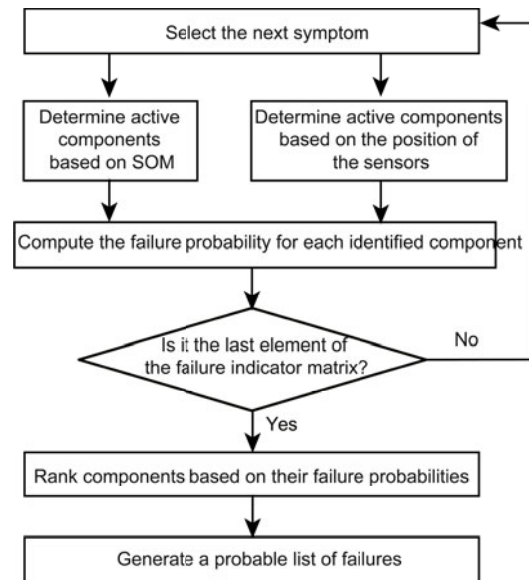 Select the next symptom
Determine active
components
based on SOM
Determine active components
based on the position of
the sensors
Compute the failure probability for each identified component
Is it the last element of
the failure indicator matrix?
No
Yes
Rank components based on their failure probabilities
Generate a probable list of failures